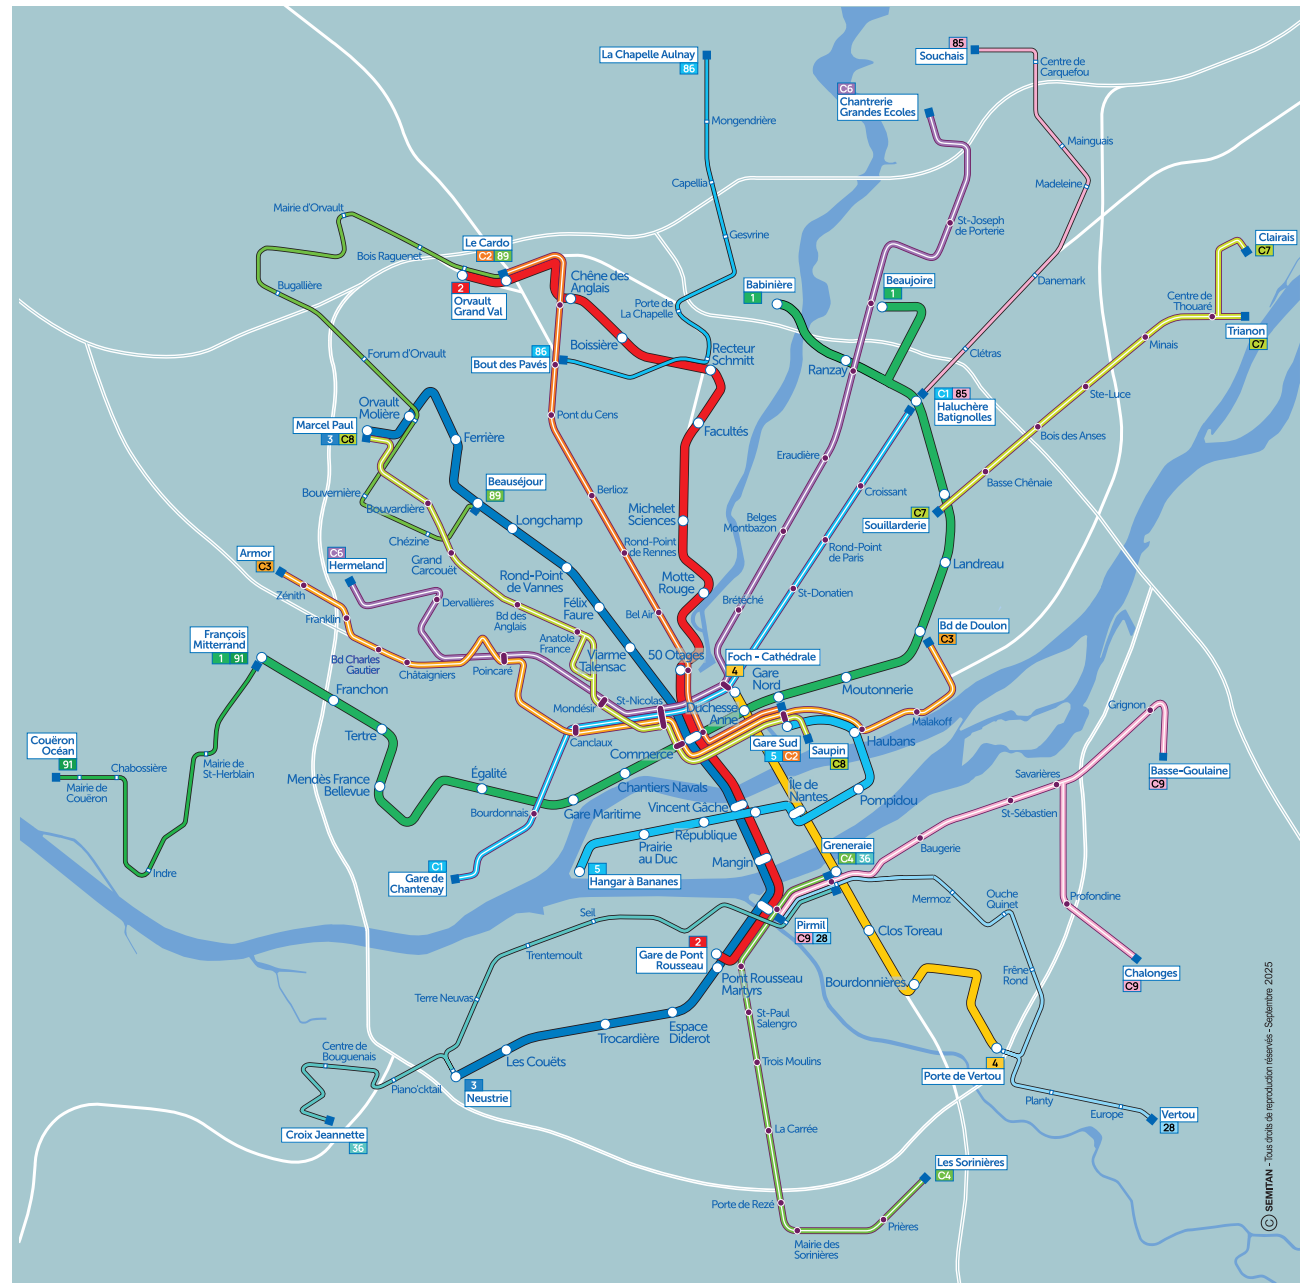 La Chapelle Aulnay
86
85
Souchais
Centre de
Carquefou
C6
Chantrerie
Grandes Ecoles
Mongendrière
Mainguais
Capellia
Madeleine
Mairie d'Orvault
Gesvrine
St-Joseph
de Porterie
Clairais
C7
Le Cardo
C2 89
Bois Raguenet
Bugallière
2
Orvault
Grand Val
Chêne des
Anglais
Babinière
1
Beaujoire
1
Danemark
Centre de
Thouaré
Porte de
La Chapelle
Trianon
C7
Boissière
Forum d'Orvault
86
Bout des Pavés
Recteur
Schmitt
Ranzay
Clétras
Minais
C1 85
Haluchère
Batignolles
Ste-Luce
Orvault
Molière
Marcel Paul
3 C8
Pont du Cens
Facultés
Ferrière
Bois des Anses
Eraudière
Basse Chênaie
Beauséjour
89
Bouvernière
Bouvardière
Berlioz
Croissant
Longchamp
Michelet
Sciences
Belges
Montbazon
C7
Souillarderie
Chézine
Rond-Point
de Rennes
Rond-Point
de Paris
Armor
C3
C6
Hermeland
Grand
Carcouët
Landreau
Rond-Point
de Vannes
Motte
Rouge
Zénith
Dervallières
Félix
Faure
Brétéché
St-Donatien
Franklin
Bd des
Anglais
Bel Air
Bd de Doulon
C3
François
Mitterrand
1 91
Anatole
France
Bd Charles
Gautier
Viarme
Talensac
50 Otages
Foch - Cathédrale
4
Châtaigniers
Poincaré
Gare
Nord
Franchon
Moutonnerie
Mondésir
St-Nicolas
Duchesse
Anne
Grignon
Malakoff
Tertre
Canclaux
Commerce
Gare Sud
5 C2
Saupin
C8
Haubans
Couëron
Océan
91
Chabossière
Mairie de
Couëron
Mairie de
St-Herblain
Mendès France
Bellevue
Égalité
Chantiers Navals
Île de
Nantes
Savarières
Basse-Goulaine
C9
Bourdonnais
Gare Maritime
Vincent Gâche
Pompidou
St-Sébastien
République
Indre
Prairie
au Duc
Greneraie
C4 36
Baugerie
C1
Gare de
Chantenay
5
Hangar à Bananes
Mangin
Mermoz
Ouche
Quinet
Profondine
Seil
Pirmil
C9 28
Clos Toreau
Trentemoult
2
Gare de Pont
Rousseau
Pont Rousseau
Martyrs
Bourdonnières
Frêne
Rond
Chalonges
C9
Terre Neuvas
St-Paul
Salengro
Espace
Diderot
Trocardière
Centre de
Bouguenais
Les Couëts
Trois Moulins
4
Porte de Vertou
Piano'cktail
3
Neustrie
Planty
Europe
Vertou
28
Croix Jeannette
36
La Carrée
Les Sorinières
C4
Porte de Rezé
Prières
Mairie des
Sorinières
© SEMITAN - Tous droits de reproduction réservés - Septembre 2025